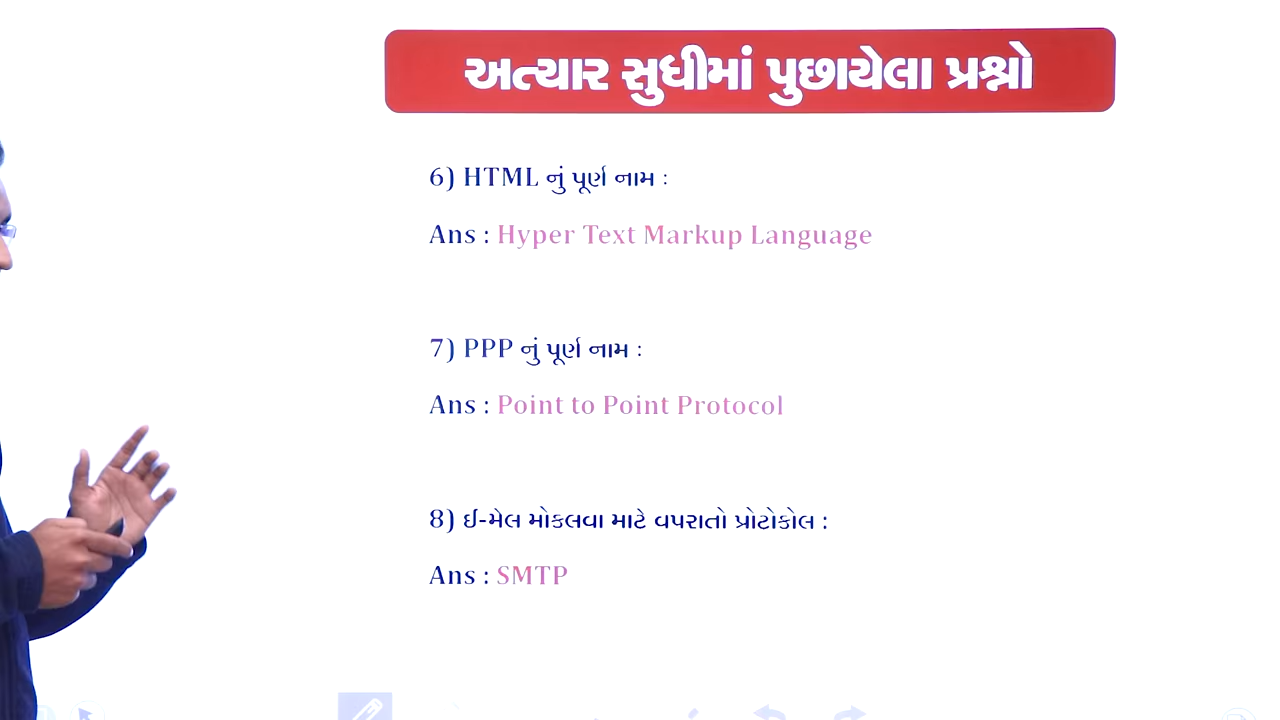 અત્યાર સુધીમાં પુછાયેલા પ્રશ્નો
6) HTML નું પૂર્ણ નામ :
Ans : Hyper Text Markup Language
7) PPP નું પૂર્ણ નામ :
Ans : Point to Point Protocol
8) ઈ-મેલ મોકલવા માટે વપરાતો પ્રોટોકોલ :
Ans : SMTP